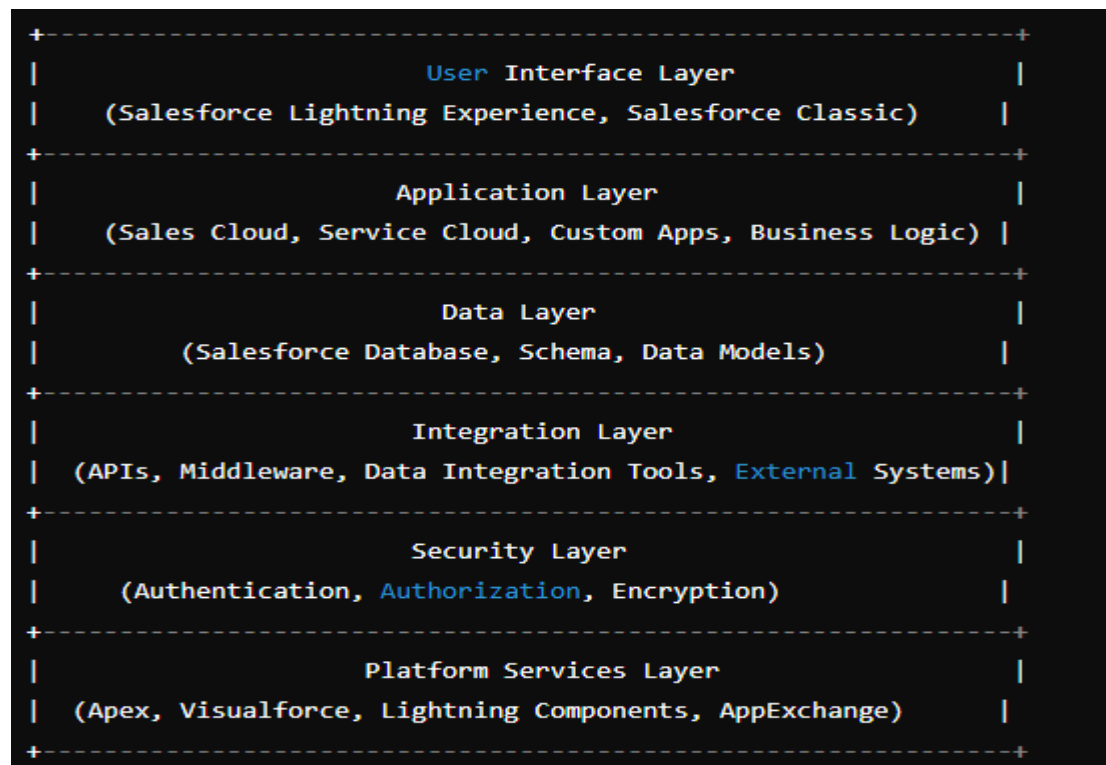 +----------------------------------------------------------------+
| User Interface Layer |
| (Salesforce Lightning Experience, Salesforce Classic) |
+----------------------------------------------------------------+
| Application Layer |
| (Sales Cloud, Service Cloud, Custom Apps, Business Logic) |
+----------------------------------------------------------------+
| Data Layer |
| (Salesforce Database, Schema, Data Models) |
+----------------------------------------------------------------+
| Integration Layer |
| (APIs, Middleware, Data Integration Tools, External Systems)|
+----------------------------------------------------------------+
| Security Layer |
| (Authentication, Authorization, Encryption) |
+----------------------------------------------------------------+
| Platform Services Layer |
| (Apex, Visualforce, Lightning Components, AppExchange) |
+----------------------------------------------------------------+